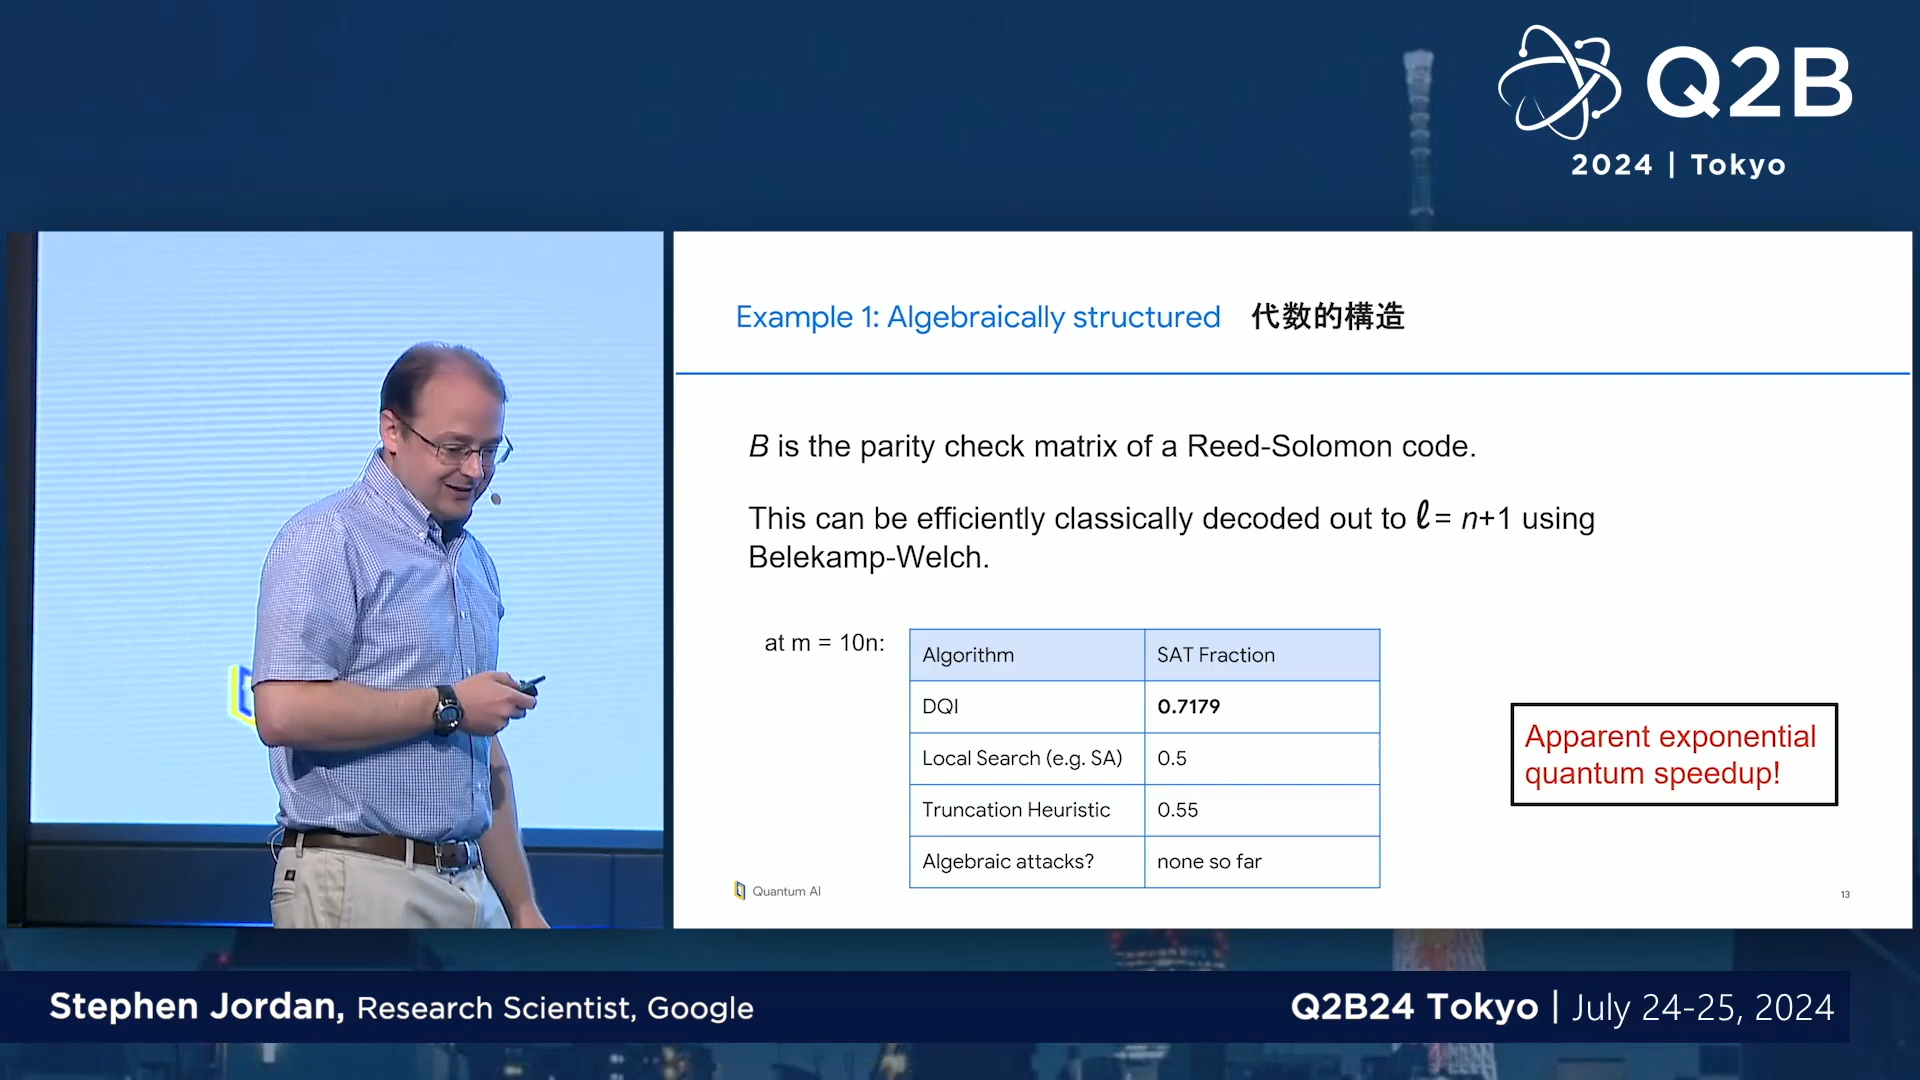 Q2B
2024 | Tokyo
Example 1: Algebraically structured 代数的構造
B is the parity check matrix of a Reed-Solomon code.
This can be efficiently classically decoded out to ℓ = n+1 using
Belekamp-Welch.
at m = 10n:
Algorithm SAT Fraction
DQI 0.7179
Local Search (e.g. SA) 0.5
Truncation Heuristic 0.55
Algebraic attacks? none so far
Apparent exponential
quantum speedup!
Quantum AI
13
Stephen Jordan, Research Scientist, Google
Q2B24 Tokyo | July 24-25, 2024